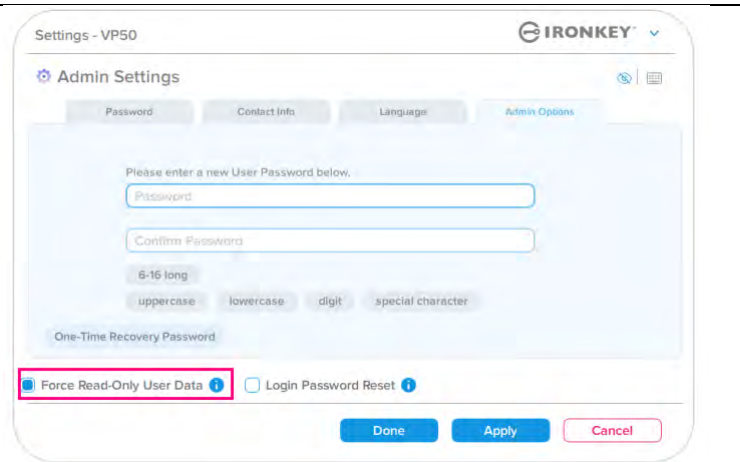 Settings - VP50
IRONKEY
Admin Settings
Password Contact Info Language Admin Options
Please enter a new User Password below.
Password
Confirm Password
6-16 long
uppercase lowercase digit special character
One-Time Recovery Password
Force Read-Only User Data Login Password Reset
Done Apply Cancel